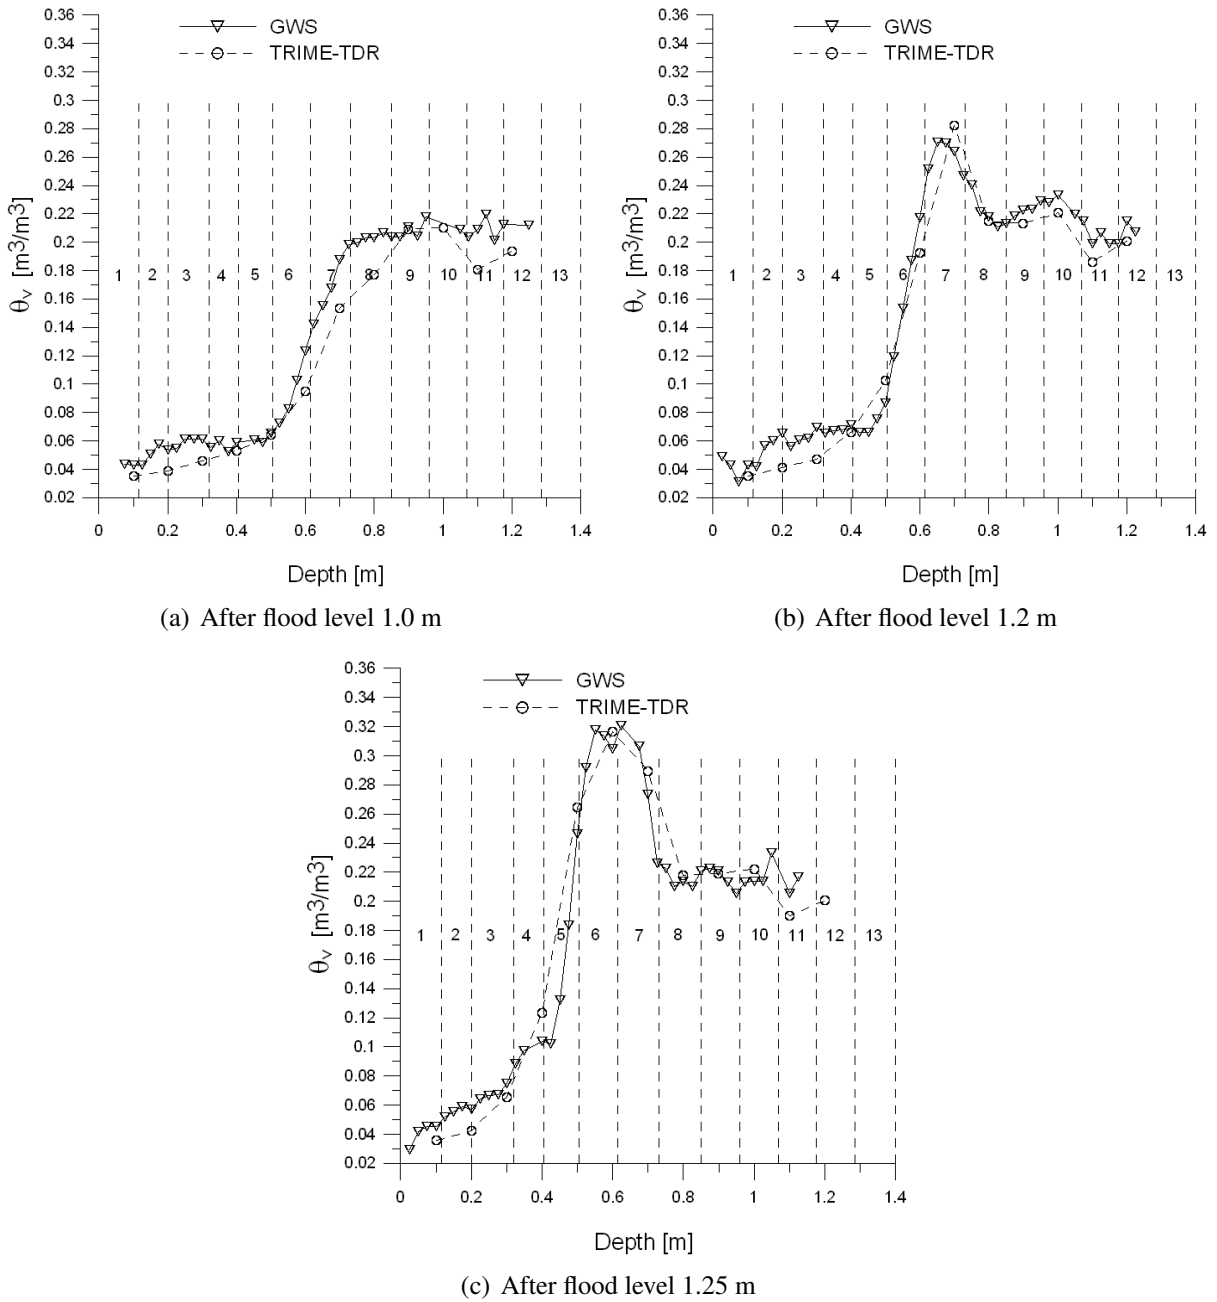 GWS
TRIME-TDR
0.36
0.34
0.32
0.3
0.28
0.26
0.24
0.22
0.2
0.18
0.16
0.14
0.12
0.1
0.08
0.06
0.04
0.02
θv [m3/m3]
1 2 3 4 5 6 7 8 9 10 11 12 13
0 0.2 0.4 0.6 0.8 1 1.2 1.4
Depth [m]
(a) After flood level 1.0 m
GWS
TRIME-TDR
0.36
0.34
0.32
0.3
0.28
0.26
0.24
0.22
0.2
0.18
0.16
0.14
0.12
0.1
0.08
0.06
0.04
0.02
θv [m3/m3]
1 2 3 4 5 6 7 8 9 10 11 12 13
0 0.2 0.4 0.6 0.8 1 1.2 1.4
Depth [m]
(b) After flood level 1.2 m
GWS
TRIME-TDR
0.36
0.34
0.32
0.3
0.28
0.26
0.24
0.22
0.2
0.18
0.16
0.14
0.12
0.1
0.08
0.06
0.04
0.02
θv [m3/m3]
1 2 3 4 5 6 7 8 9 10 11 12 13
0 0.2 0.4 0.6 0.8 1 1.2 1.4
Depth [m]
(c) After flood level 1.25 m